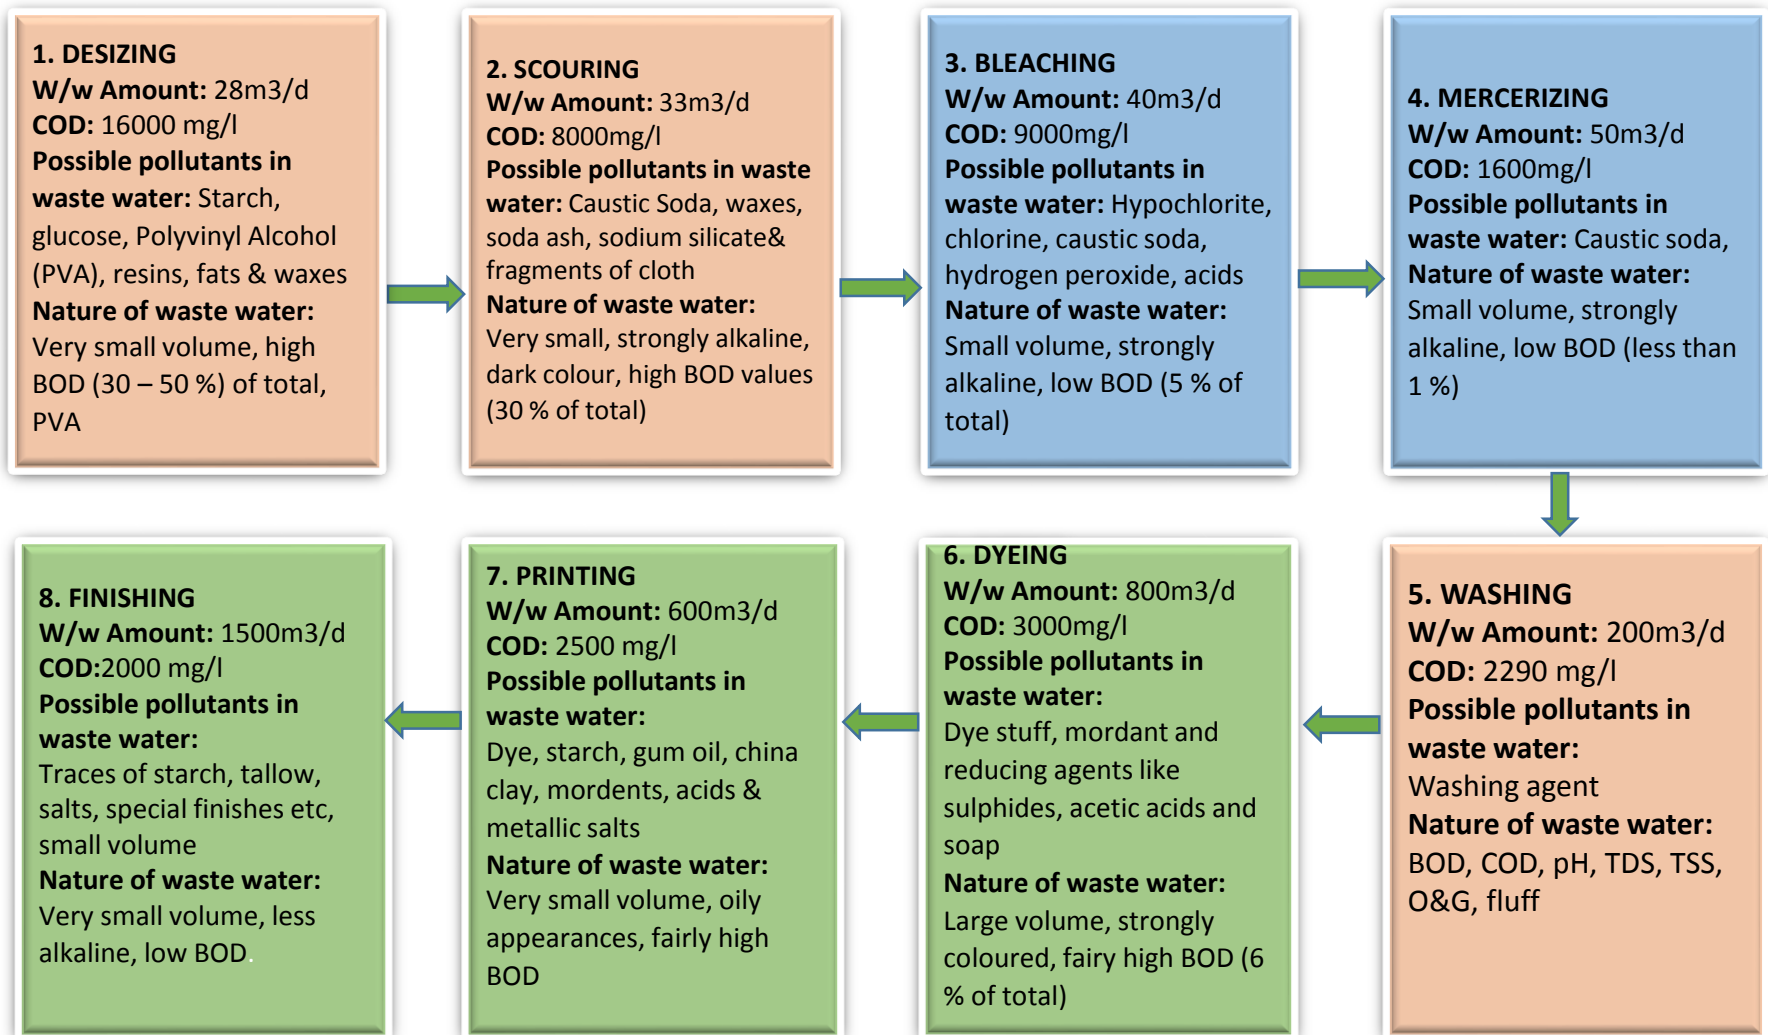 1. DESIZING
W/w Amount: 28m3/d
COD: 16000 mg/l
Possible pollutants in
waste water: Starch,
glucose, Polyvinyl Alcohol
(PVA), resins, fats & waxes
Nature of waste water:
Very small volume, high
BOD (30 – 50 %) of total,
PVA
2. SCOURING
W/w Amount: 33m3/d
COD: 8000mg/l
Possible pollutants in waste
water: Caustic Soda, waxes,
soda ash, sodium silicate&
fragments of cloth
Nature of waste water:
Very small, strongly alkaline,
dark colour, high BOD values
(30 % of total)
3. BLEACHING
W/w Amount: 40m3/d
COD: 9000mg/l
Possible pollutants in
waste water: Hypochlorite,
chlorine, caustic soda,
hydrogen peroxide, acids
Nature of waste water:
Small volume, strongly
alkaline, low BOD (5 % of
total)
4. MERCERIZING
W/w Amount: 50m3/d
COD: 1600mg/l
Possible pollutants in
waste water: Caustic soda,
Nature of waste water:
Small volume, strongly
alkaline, low BOD (less than
1 %)
5. WASHING
W/w Amount: 200m3/d
COD: 2290 mg/l
Possible pollutants in
waste water:
Washing agent
Nature of waste water:
BOD, COD, pH, TDS, TSS,
O&G, fluff
6. DYEING
W/w Amount: 800m3/d
COD: 3000mg/l
Possible pollutants in
waste water:
Dye stuff, mordant and
reducing agents like
sulphides, acetic acids and
soap
Nature of waste water:
Large volume, strongly
coloured, fairy high BOD (6
% of total)
7. PRINTING
W/w Amount: 600m3/d
COD: 2500 mg/l
Possible pollutants in
waste water:
Dye, starch, gum oil, china
clay, mordents, acids &
metallic salts
Nature of waste water:
Very small volume, oily
appearances, fairly high
BOD
8. FINISHING
W/w Amount: 1500m3/d
COD:2000 mg/l
Possible pollutants in
waste water:
Traces of starch, tallow,
salts, special finishes etc,
small volume
Nature of waste water:
Very small volume, less
alkaline, low BOD.